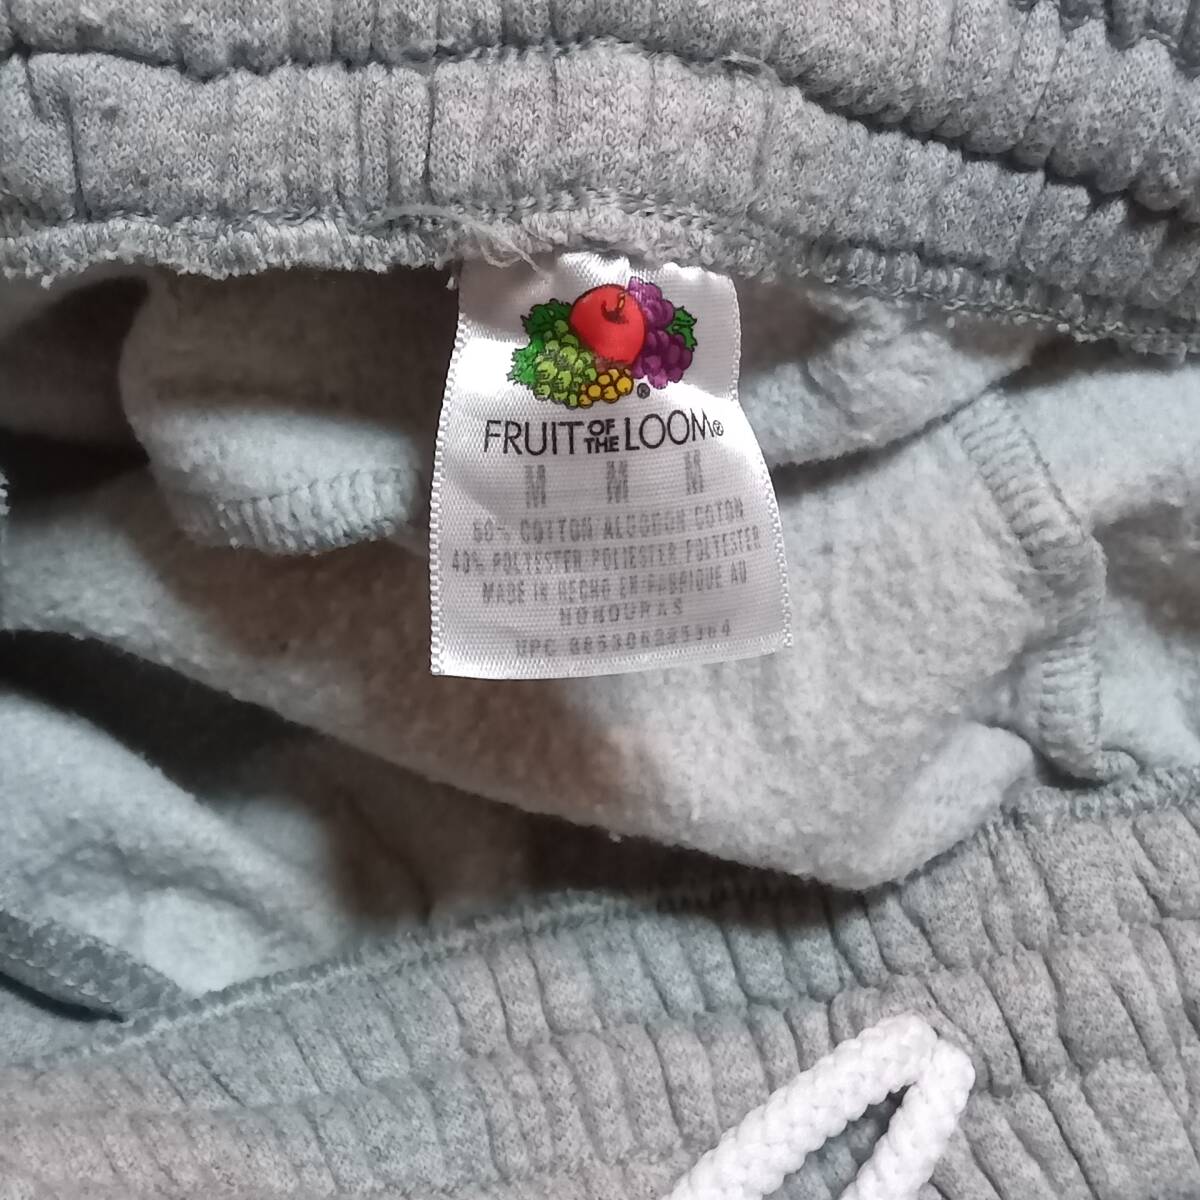 FRUIT OF THE LOOM®
M M M
60% COTTON ALGODON COTON
40% POLYESTER POLIESTER POLYESTER
MADE IN HECHO EN FABRIQUE AU
HONDURAS
UPC